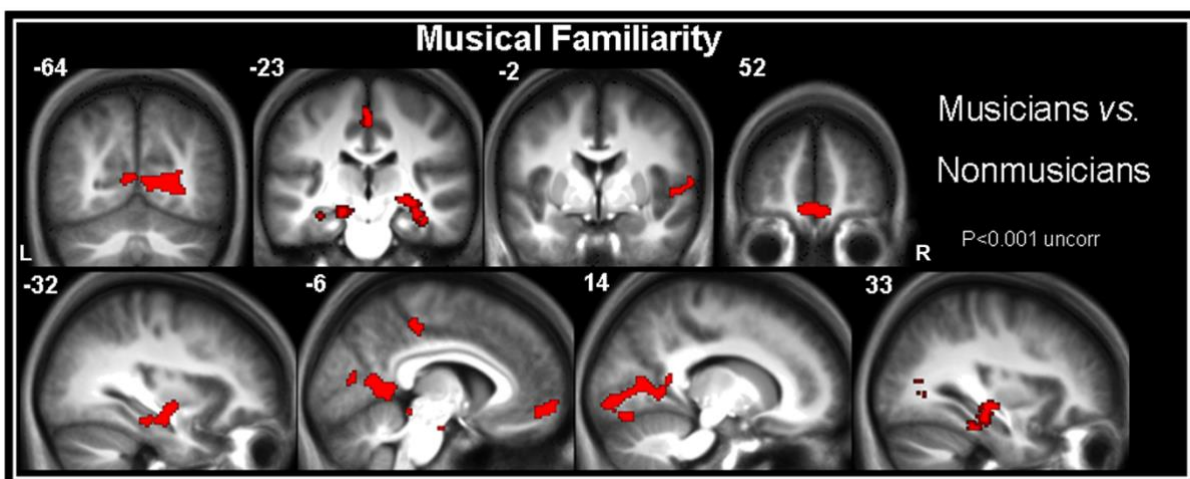 Musical Familiarity
-64
-23
-2
52
Musicians vs.
Nonmusicians
P<0.001 uncorr
L
R
-32
-6
14
33